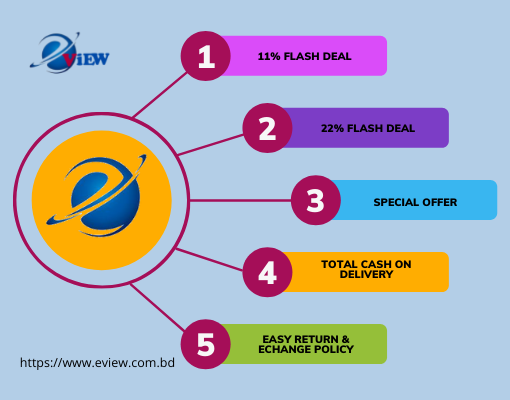 eViEW
1
11% FLASH DEAL
2
22% FLASH DEAL
3
SPECIAL OFFER
4
TOTAL CASH ON
DELIVERY
5
EASY RETURN &
ECHANGE POLICY
https://www.eview.com.bd